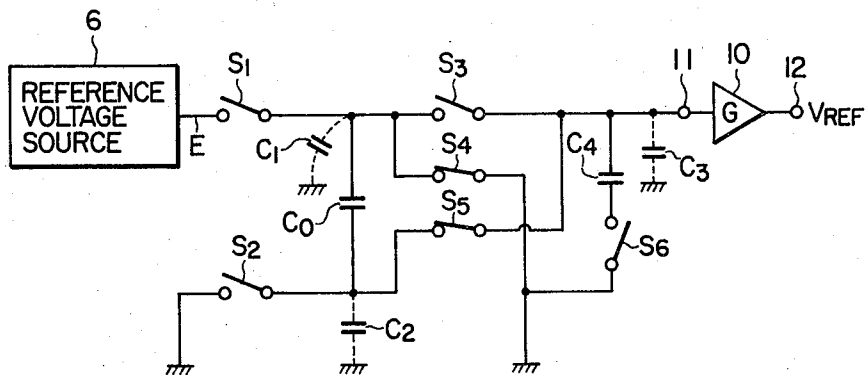 6
REFERENCE
VOLTAGE
SOURCE
E
S1
S3
11
10
12
G
VREF
C1
S4
C4
C3
C0
S5
S2
S6
C2